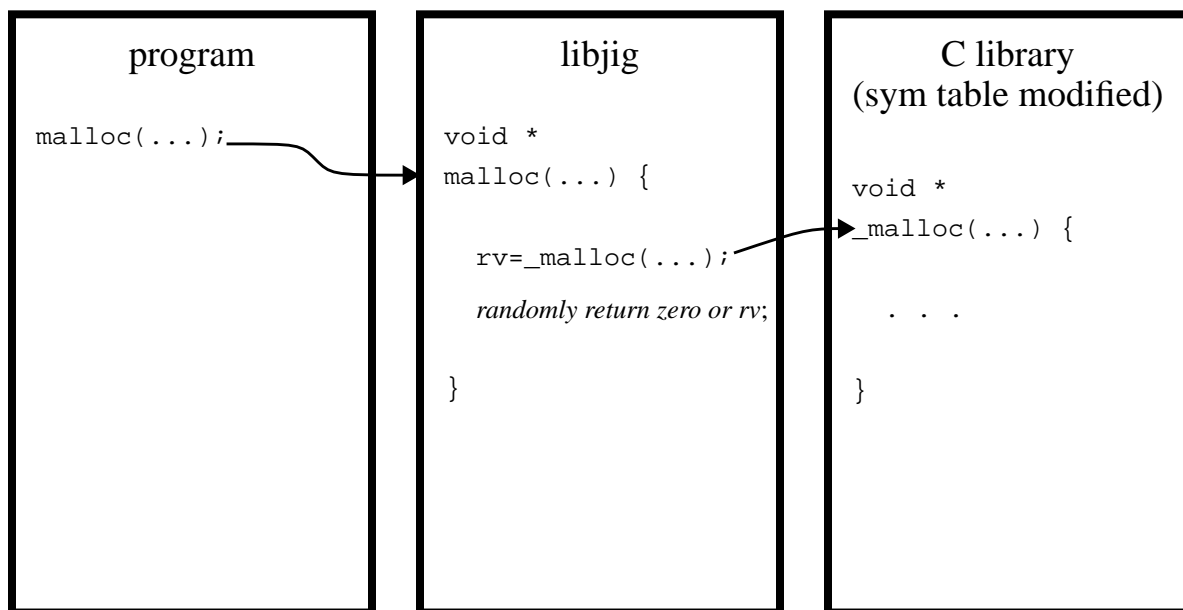 program
malloc(...);
libjig
void *
malloc(...) {
rv=_malloc(...);
randomly return zero or rv;
}
C library
(sym table modified)
void *
_malloc(...) {
. . .
}